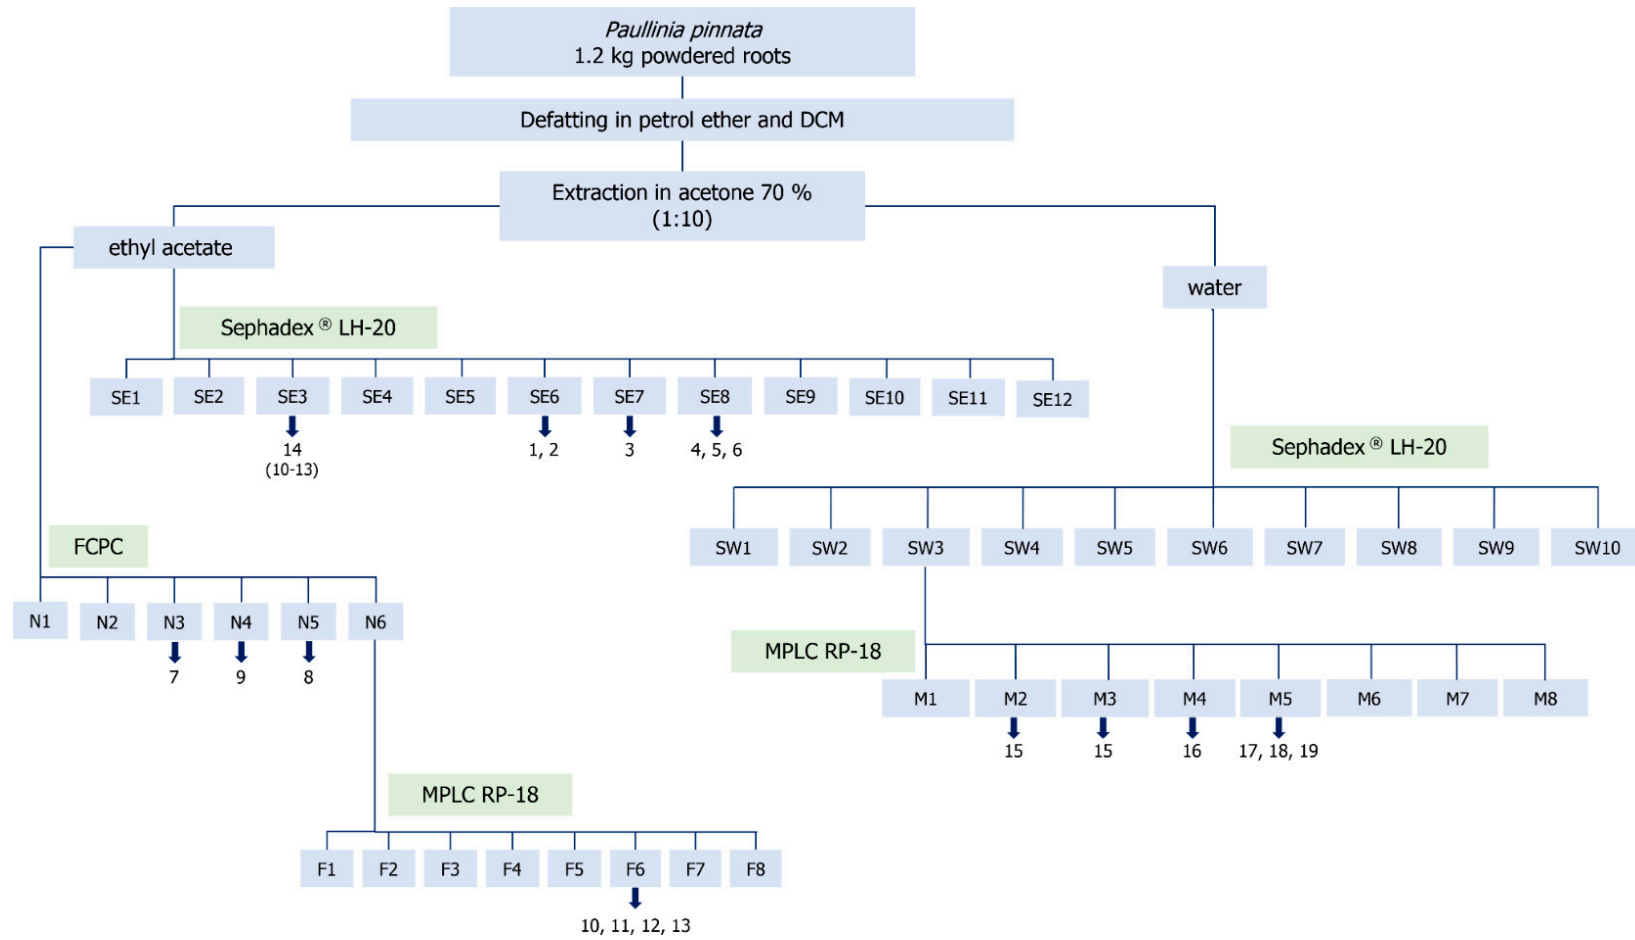 Paullinia pinnata
1.2 kg powdered roots
Defatting in petrol ether and DCM
Extraction in acetone 70 %
(1:10)
ethyl acetate
water
Sephadex ® LH-20
SE1 SE2 SE3 SE4 SE5 SE6 SE7 SE8 SE9 SE10 SE11 SE12
14 1, 2 3 4, 5, 6
(10-13)
Sephadex ® LH-20
SW1 SW2 SW3 SW4 SW5 SW6 SW7 SW8 SW9 SW10
FCPC
N1 N2 N3 N4 N5 N6
7 9 8
MPLC RP-18
M1 M2 M3 M4 M5 M6 M7 M8
15 15 16 17, 18, 19
MPLC RP-18
F1 F2 F3 F4 F5 F6 F7 F8
10, 11, 12, 13